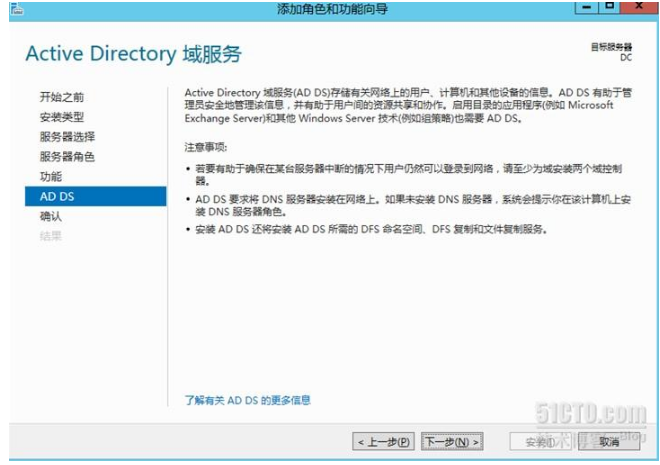 添加角色和功能向导
Active Directory 域服务
目标服务器
DC
开始之前
安装类型
服务器选择
服务器角色
功能
AD DS
确认
结果
Active Directory 域服务(AD DS)存储有关网络上的用户、计算机和其他设备的信息。AD DS 有助于管
理员安全地管理该信息，并有助于用户间的资源共享和协作。启用目录的应用程序(例如 Microsoft
Exchange Server)和其他 Windows Server 技术(例如组策略)也需要 AD DS。
注意事项:
• 若要有助于确保在某台服务器中断的情况下用户仍然可以登录到网络，请至少为域安装两个域控制
器。
• AD DS 要求将 DNS 服务器安装在网络上。如果未安装 DNS 服务器，系统会提示你在该计算机上安
装 DNS 服务器角色。
• 安装 AD DS 还将安装 AD DS 所需的 DFS 命名空间、DFS 复制和文件复制服务。
了解有关 AD DS 的更多信息
51CTO.com
技术博客 Blog
< 上一步(P)
下一步(N) >
安装(I)
取消